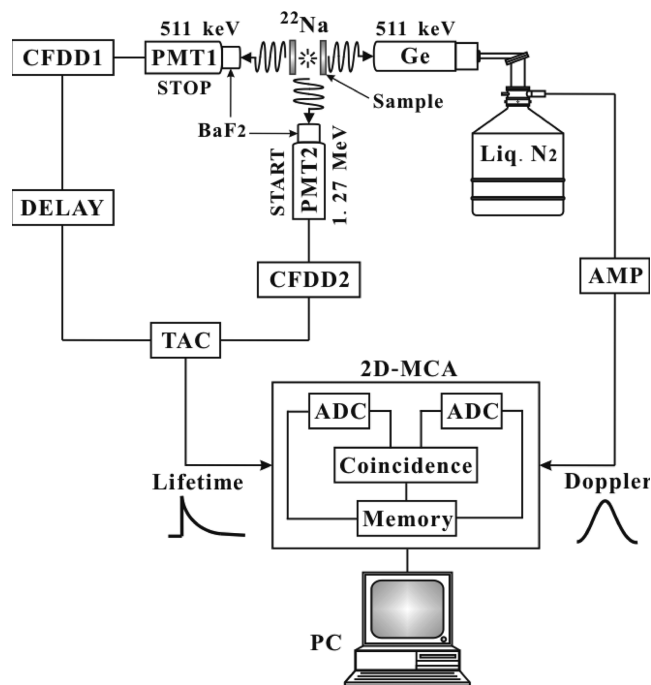 511 keV
²²Na
511 keV
CFDD1
PMT1
Ge
STOP
Sample
BaF₂
Liq. N₂
START
PMT2
1. 27 MeV
DELAY
CFDD2
AMP
TAC
2D-MCA
ADC
ADC
Coincidence
Lifetime
Doppler
Memory
PC